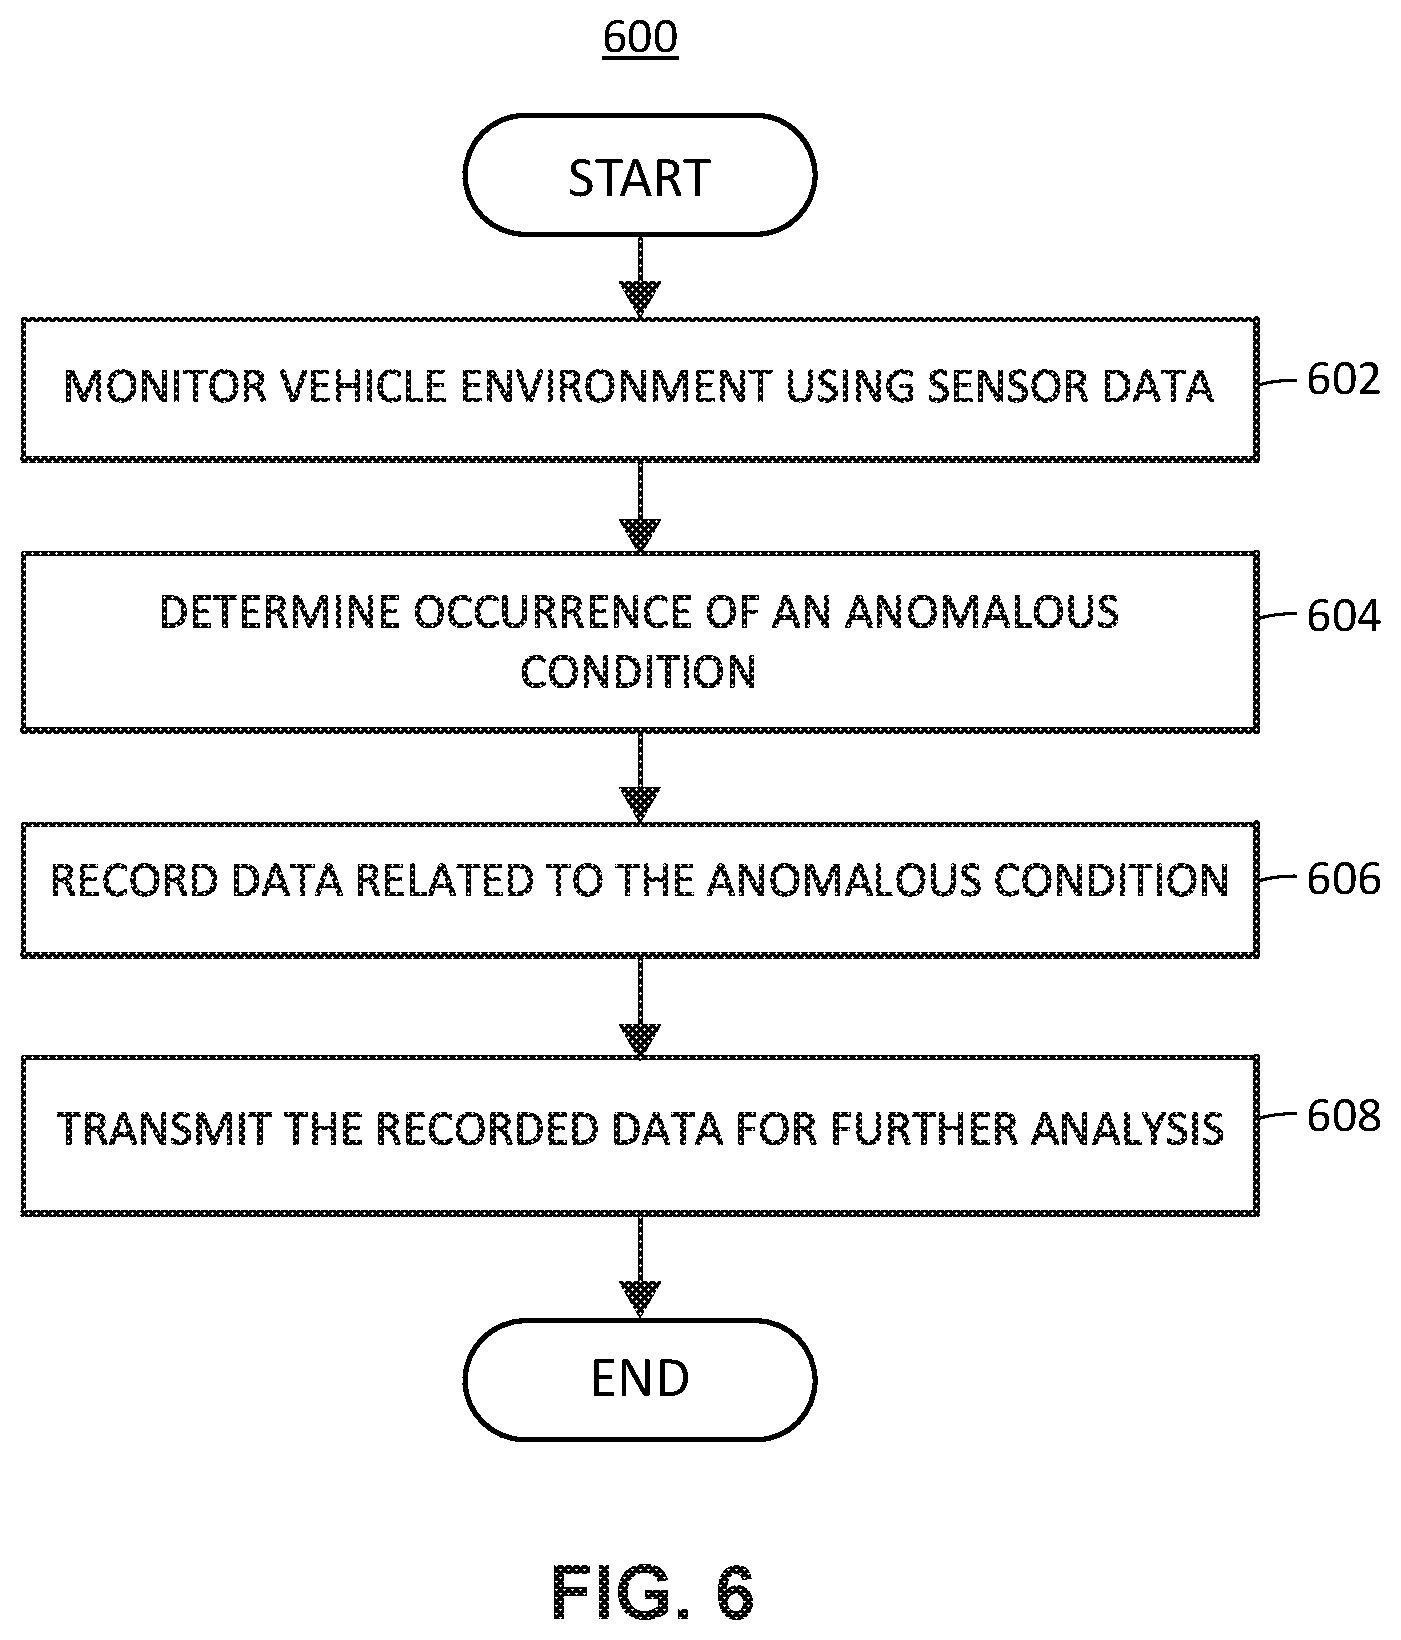 600
START
MONITOR VEHICLE ENVIRONMENT USING SENSOR DATA
602
DETERMINE OCCURRENCE OF AN ANOMALOUS
CONDITION
604
RECORD DATA RELATED TO THE ANOMALOUS CONDITION
606
TRANSMIT THE RECORDED DATA FOR FURTHER ANALYSIS
608
END
FIG. 6